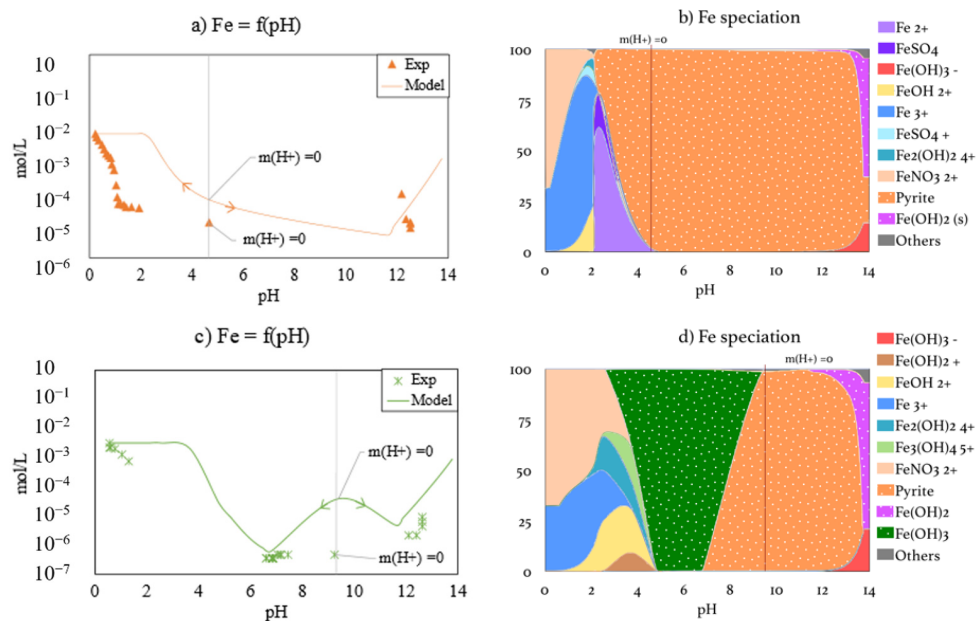 a) Fe = f(pH)
mol/L
10
10⁻¹
10⁻²
10⁻³
10⁻⁴
10⁻⁵
10⁻⁶
Exp
Model
m(H+) =0
m(H+) =0
0 2 4 6 8 10 12 14
pH
b) Fe speciation
m(H+) =0
100
75
50
25
0
0 2 4 6 8 10 12 14
pH
Fe 2+
FeSO4
Fe(OH)3 -
FeOH 2+
Fe 3+
FeSO4 +
Fe2(OH)2 4+
FeNO3 2+
Pyrite
Fe(OH)2 (s)
Others
c) Fe = f(pH)
mol/L
10
10⁻¹
10⁻²
10⁻³
10⁻⁴
10⁻⁵
10⁻⁶
10⁻⁷
Exp
Model
m(H+) =0
m(H+) =0
0 2 4 6 8 10 12 14
pH
d) Fe speciation
m(H+) =0
100
75
50
25
0
0 2 4 6 8 10 12 14
pH
Fe(OH)3 -
Fe(OH)2 +
FeOH 2+
Fe 3+
Fe2(OH)2 4+
Fe3(OH)4 5+
FeNO3 2+
Pyrite
Fe(OH)2
Fe(OH)3
Others